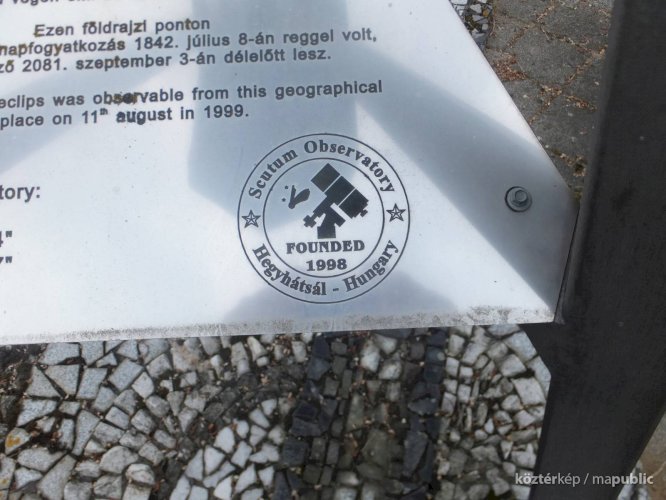 Ezen földrajzi ponton
napfogyatkozás 1842. július 8-án reggel volt,
2081. szeptember 3-án délelőtt lesz.
eclips was observable from this geographical
place on 11th august in 1999.
Scutum Observatory
FOUNDED
1998
Hegyhátsál - Hungary
köztérkép / mapublic